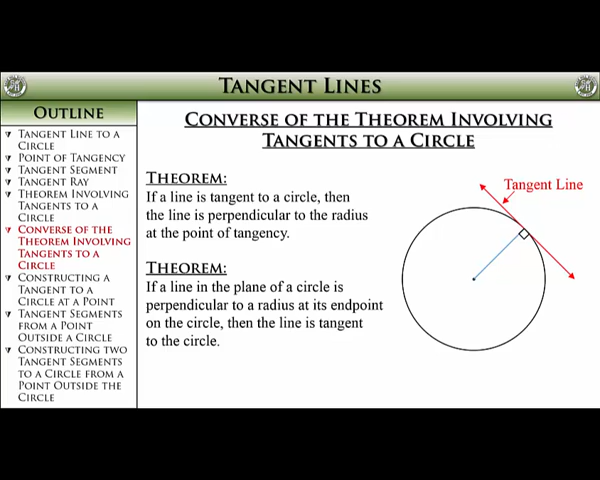 TANGENT LINES
OUTLINE
TANGENT LINE TO A
CIRCLE
POINT OF TANGENCY
TANGENT SEGMENT
TANGENT RAY
THEOREM INVOLVING
TANGENTS TO A
CIRCLE
CONVERSE OF THE
THEOREM INVOLVING
TANGENTS TO A
CIRCLE
CONSTRUCTING A
TANGENT TO A
CIRCLE AT A POINT
TANGENT SEGMENTS
FROM A POINT
OUTSIDE A CIRCLE
CONSTRUCTING TWO
TANGENT SEGMENTS
TO A CIRCLE FROM A
POINT OUTSIDE THE
CIRCLE
CONVERSE OF THE THEOREM INVOLVING
TANGENTS TO A CIRCLE
THEOREM:
If a line is tangent to a circle, then
the line is perpendicular to the radius
at the point of tangency.
THEOREM:
If a line in the plane of a circle is
perpendicular to a radius at its endpoint
on the circle, then the line is tangent
to the circle.
Tangent Line